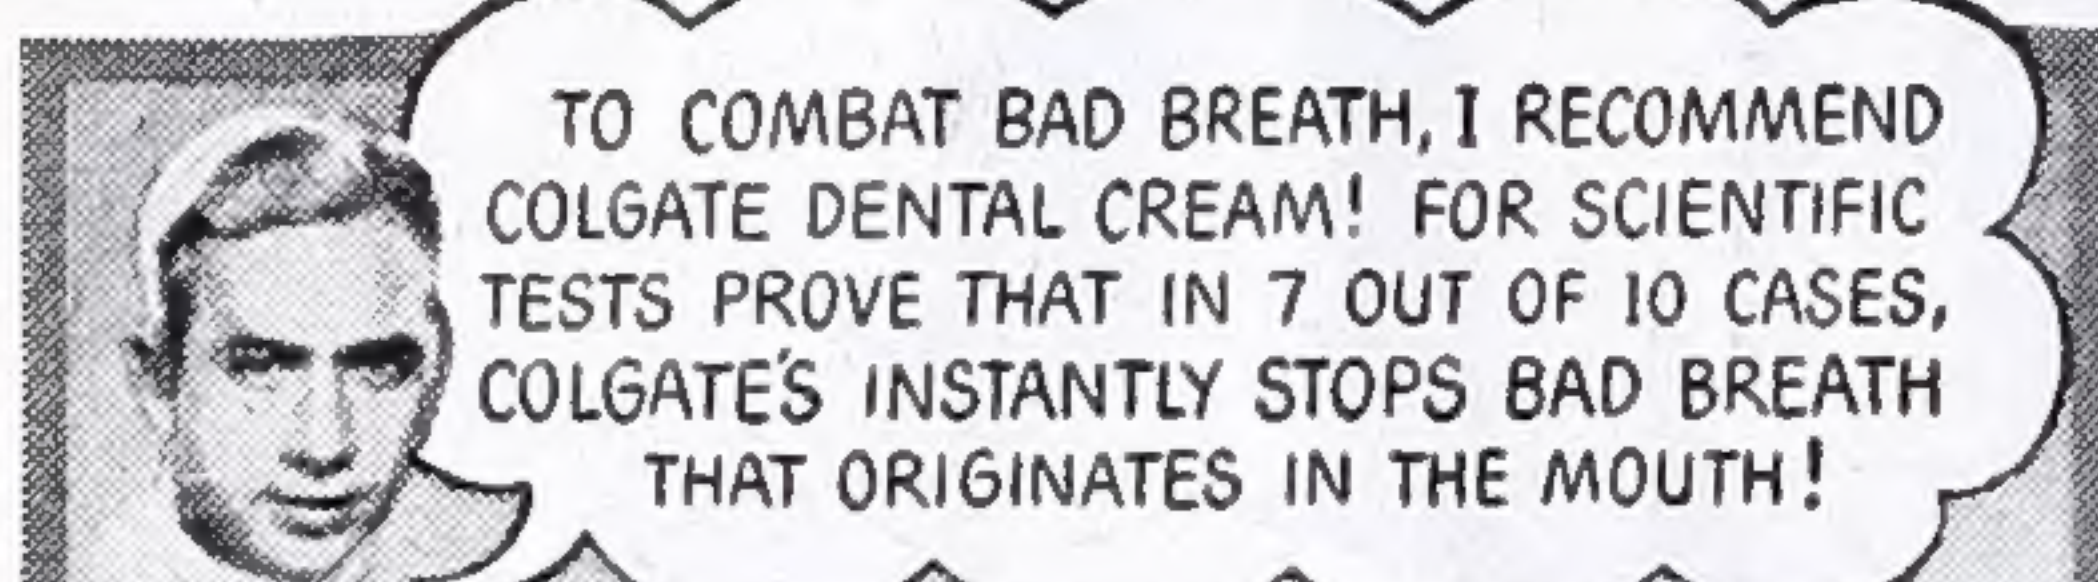 TO COMBAT BAD BREATH, I RECOMMEND
COLGATE DENTAL CREAM! FOR SCIENTIFIC
TESTS PROVE THAT IN 7 OUT OF 10 CASES,
COLGATE'S INSTANTLY STOPS BAD BREATH
THAT ORIGINATES IN THE MOUTH!